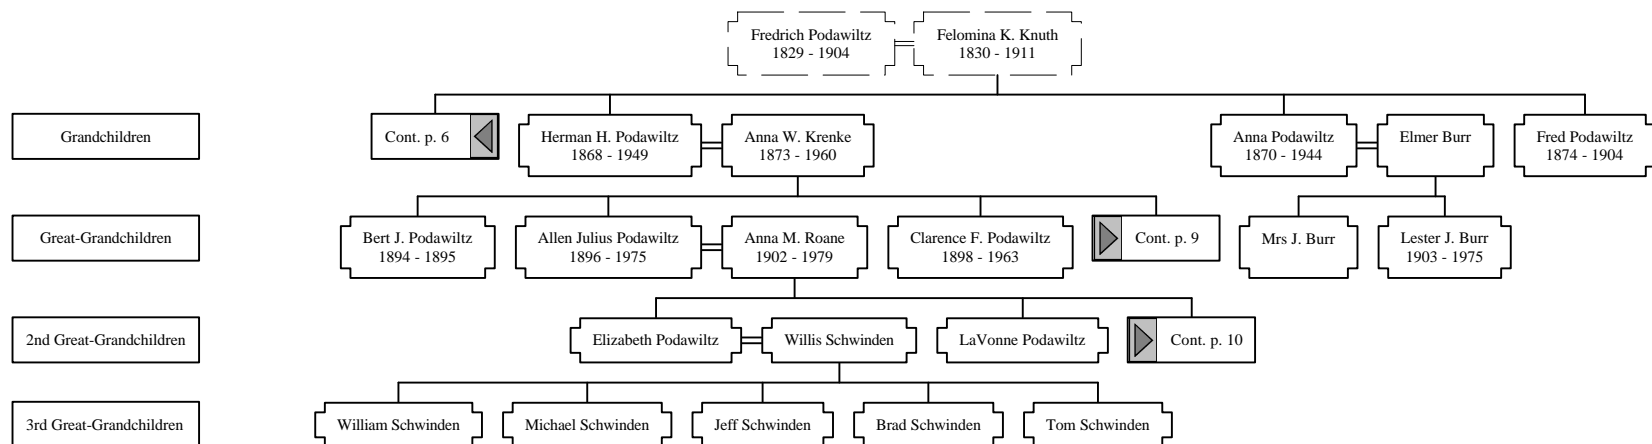 Fredrich Podawiltz
1829 - 1904
Felomina K. Knuth
1830 - 1911
Grandchildren
Cont. p. 6
Herman H. Podawiltz
1868 - 1949
Anna W. Krenke
1873 - 1960
Anna Podawiltz
1870 - 1944
Elmer Burr
Fred Podawiltz
1874 - 1904
Great-Grandchildren
Bert J. Podawiltz
1894 - 1895
Allen Julius Podawiltz
1896 - 1975
Anna M. Roane
1902 - 1979
Clarence F. Podawiltz
1898 - 1963
Cont. p. 9
Mrs J. Burr
Lester J. Burr
1903 - 1975
2nd Great-Grandchildren
Elizabeth Podawiltz
Willis Schwinden
LaVonne Podawiltz
Cont. p. 10
3rd Great-Grandchildren
William Schwinden
Michael Schwinden
Jeff Schwinden
Brad Schwinden
Tom Schwinden